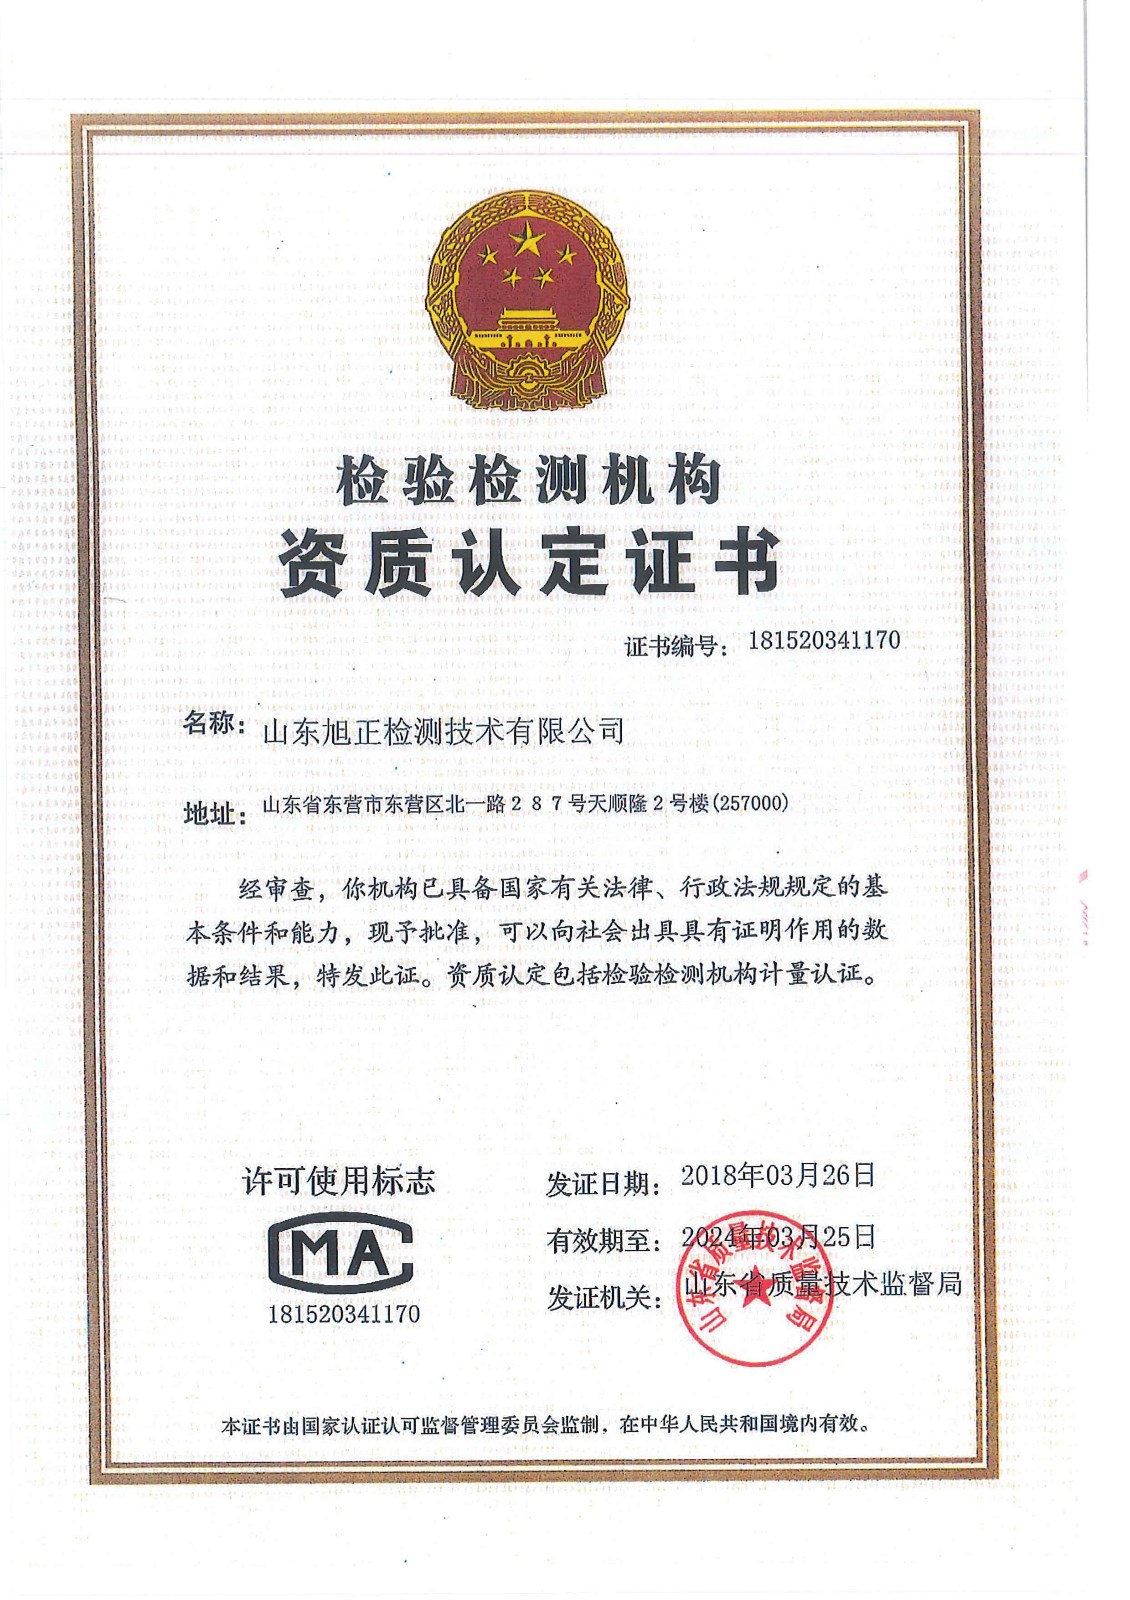 检验检测机构
资质认定证书
证书编号：181520341170
名称：山东旭正检测技术有限公司
地址：山东省东营市东营区北一路２８７号天顺隆２号楼(257000)
经审查，你机构已具备国家有关法律、行政法规规定的基
本条件和能力，现予批准，可以向社会出具具有证明作用的数
据和结果，特发此证。资质认定包括检验检测机构计量认证。
许可使用标志
MA
181520341170
发证日期：2018年03月26日
有效期至：2024年03月25日
发证机关：山东省质量技术监督局
山东省质量技术监督局
本证书由国家认证认可监督管理委员会监制，在中华人民共和国境内有效。